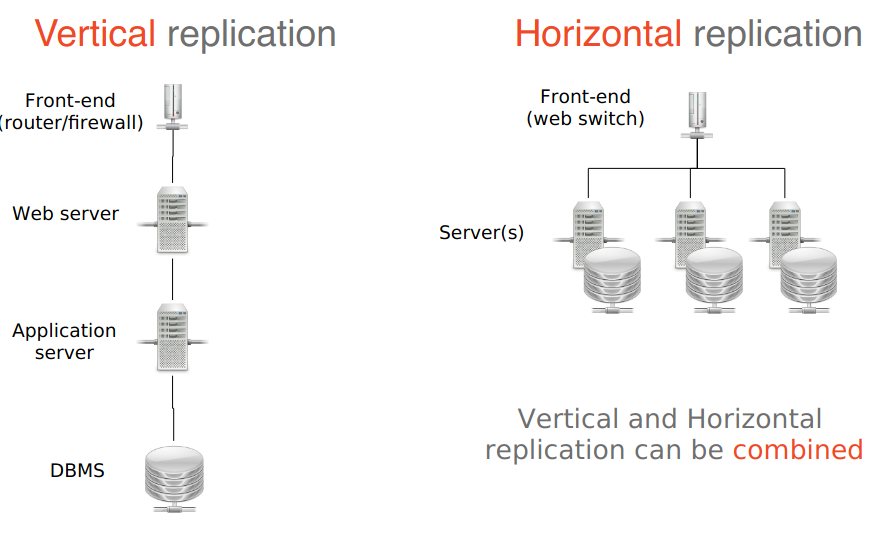 Vertical replication
Front-end
(router/firewall)
Web server
Application
server
DBMS
Horizontal replication
Front-end
(web switch)
Server(s)
Vertical and Horizontal
replication can be combined